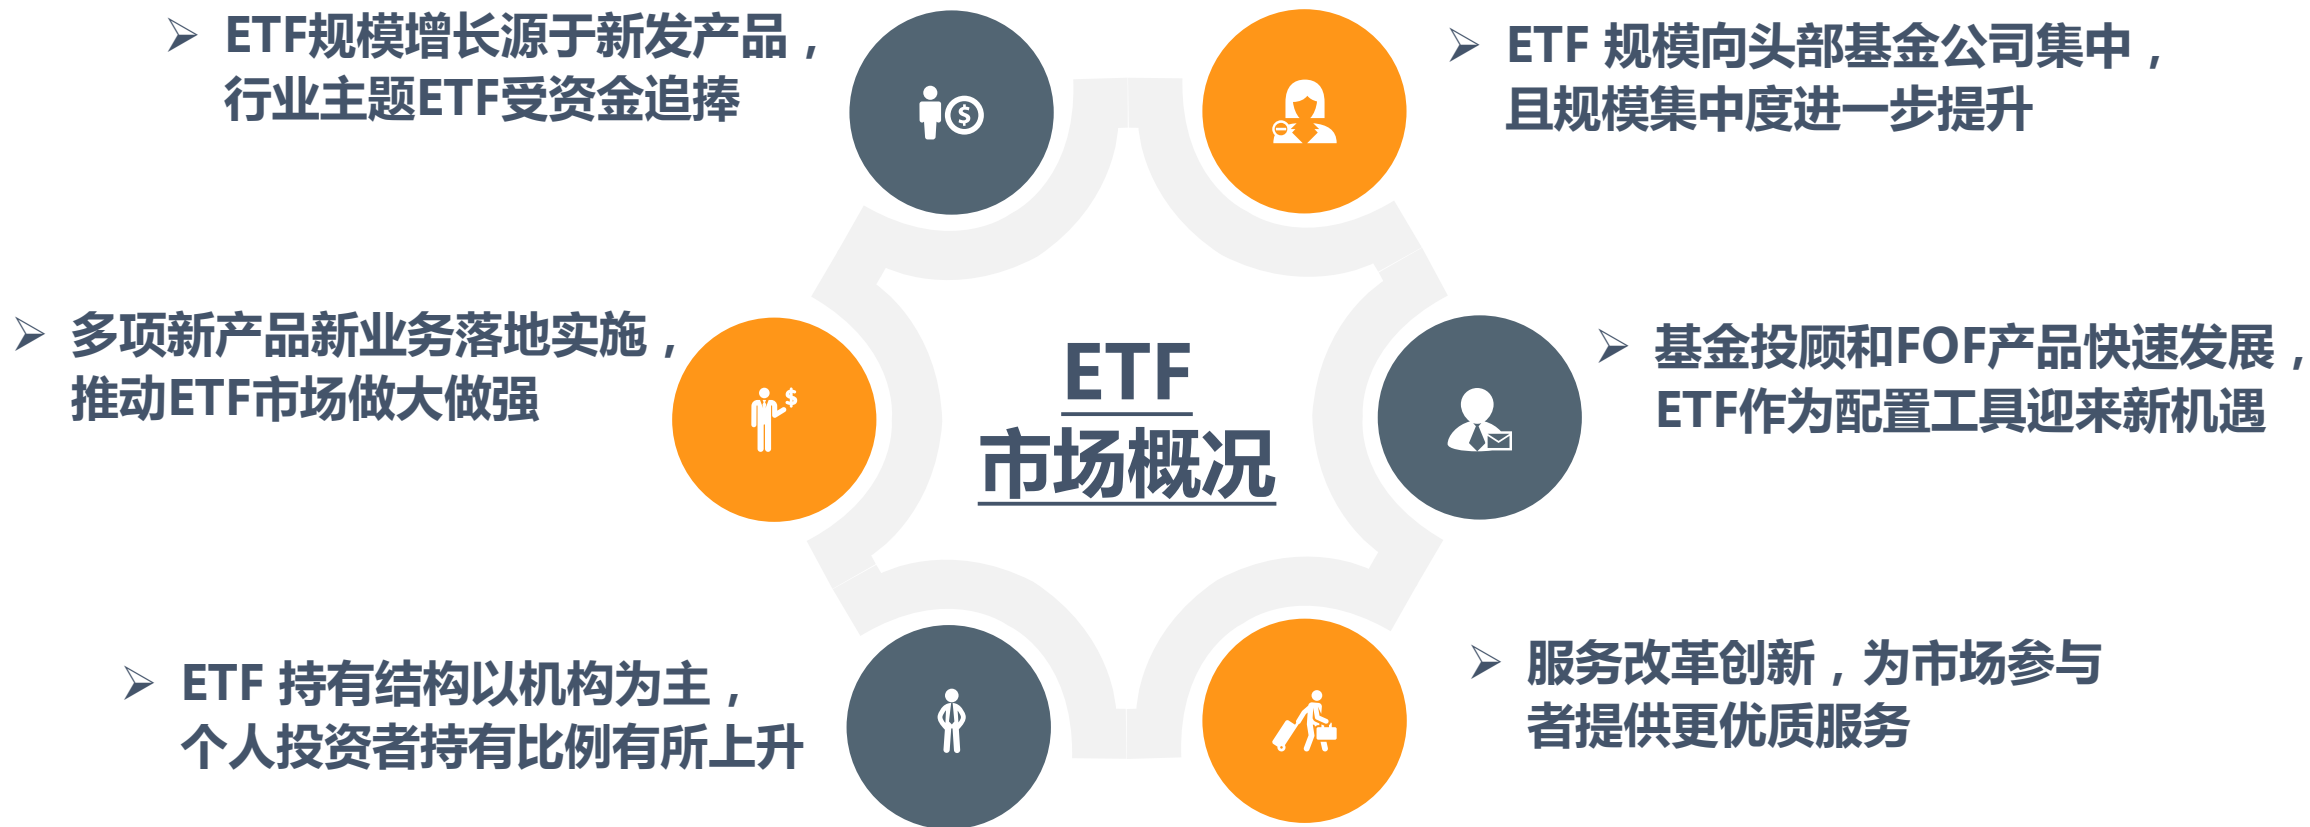 ETF规模增长源于新发产品，
行业主题ETF受资金追捧
ETF 规模向头部基金公司集中，
且规模集中度进一步提升
多项新产品新业务落地实施，
推动ETF市场做大做强
ETF
市场概况
基金投顾和FOF产品快速发展，
ETF作为配置工具迎来新机遇
ETF 持有结构以机构为主，
个人投资者持有比例有所上升
服务改革创新，为市场参与
者提供更优质服务